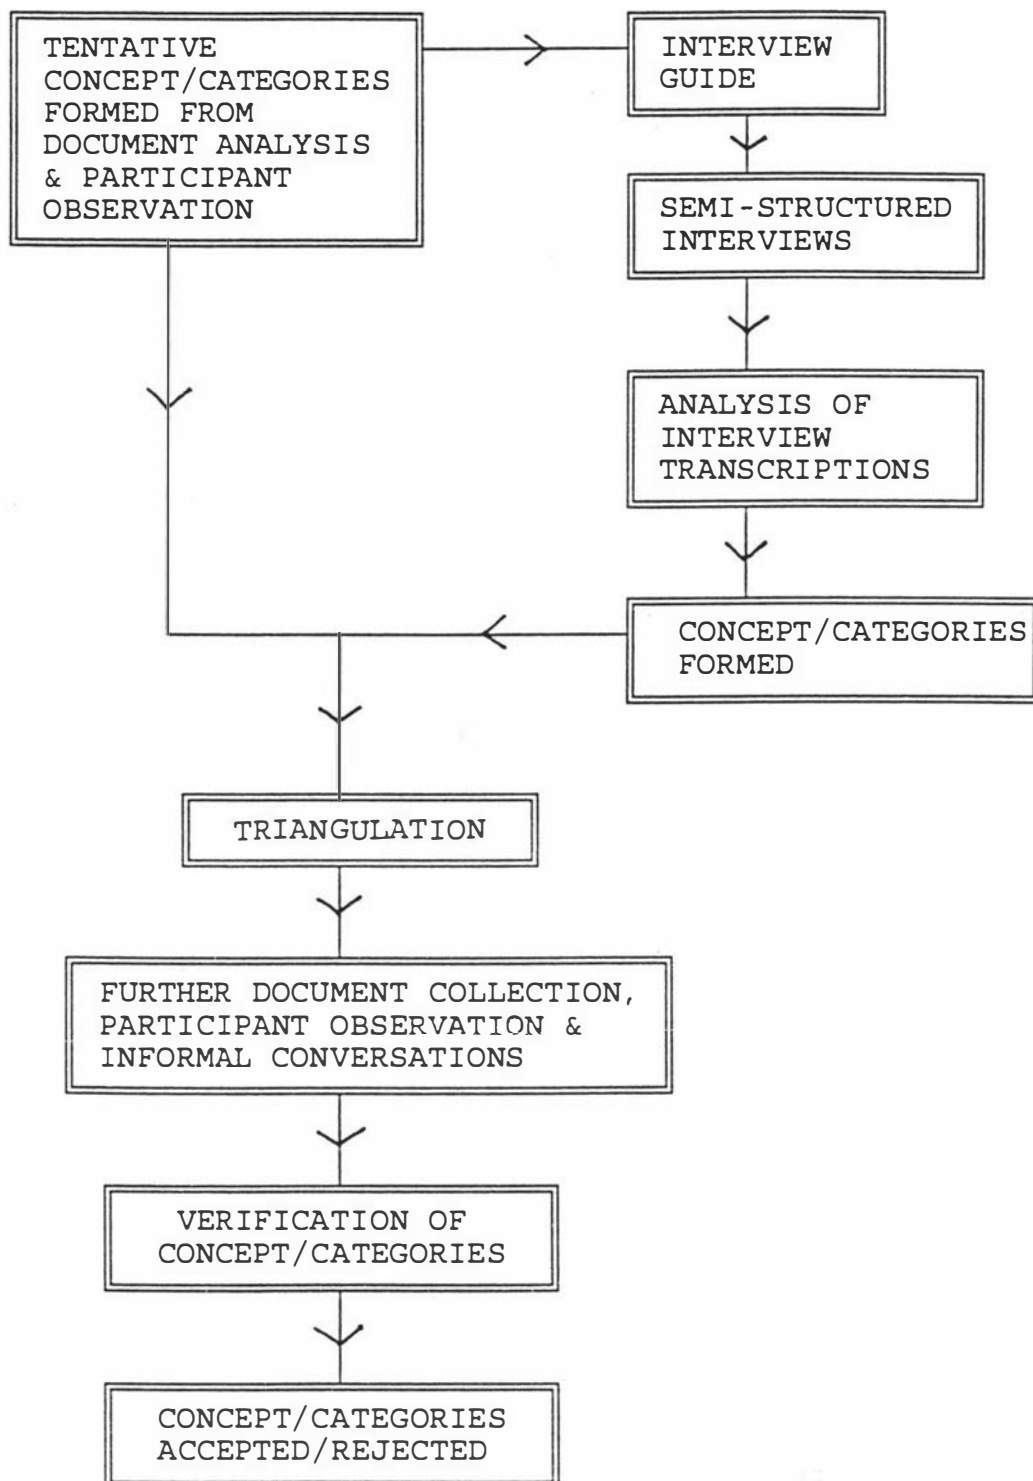 TENTATIVE
CONCEPT/CATEGORIES
FORMED FROM
DOCUMENT ANALYSIS
& PARTICIPANT
OBSERVATION
INTERVIEW
GUIDE
SEMI-STRUCTURED
INTERVIEWS
ANALYSIS OF
INTERVIEW
TRANSCRIPTIONS
CONCEPT/CATEGORIES
FORMED
TRIANGULATION
FURTHER DOCUMENT COLLECTION,
PARTICIPANT OBSERVATION &
INFORMAL CONVERSATIONS
VERIFICATION OF
CONCEPT/CATEGORIES
CONCEPT/CATEGORIES
ACCEPTED/REJECTED